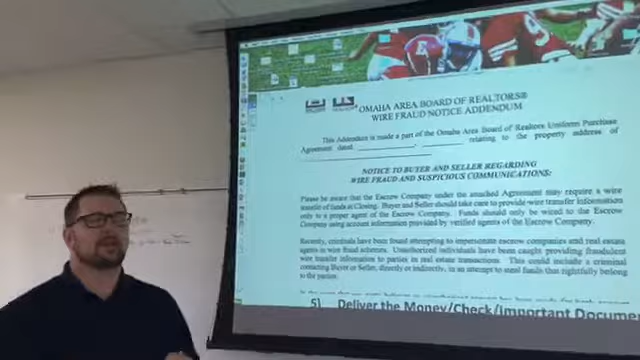 OMAHA AREA BOARD OF REALTORS®
WIRE FRAUD NOTICE ADDENDUM
This Addendum is made a part of the Omaha Area Board of Realtors Uniform Purchase
Agreement dated ____________, ________ relating to the property address of
NOTICE TO BUYER AND SELLER REGARDING
WIRE FRAUD AND SUSPICIOUS COMMUNICATIONS:
Please be aware that the Escrow Company under the attached Agreement may require a wire
transfer of funds at Closing. Buyer and Seller should take care to provide wire transfer information
only to a proper agent of the Escrow Company. Funds should only be wired to the Escrow
Company using account information provided by verified agents of the Escrow Company.
Recently, criminals have been found attempting to impersonate escrow companies and real estate
agents in wire fraud schemes. Unauthorized individuals have been caught providing fraudulent
wire transfer information to parties in real estate transactions. This could include a criminal
contacting Buyer or Seller, directly or indirectly, in an attempt to steal funds that rightfully belong
to the parties.
5) Deliver the Money/Check/Important Docume